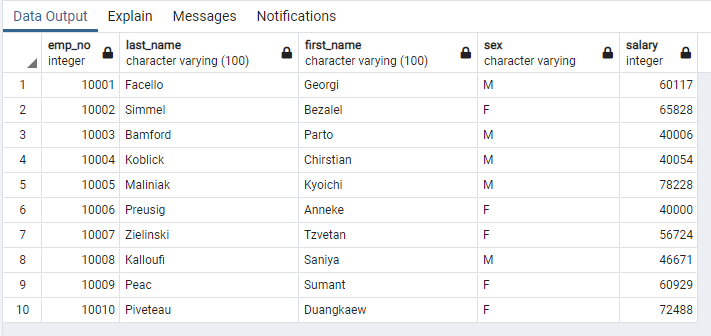 Data Output Explain Messages Notifications
emp_no last_name first_name sex salary
integer character varying (100) character varying (100) character varying integer
1 10001 Facello Georgi M 60117
2 10002 Simmel Bezalel F 65828
3 10003 Bamford Parto M 40006
4 10004 Koblick Chirstian M 40054
5 10005 Maliniak Kyoichi M 78228
6 10006 Preusig Anneke F 40000
7 10007 Zielinski Tzvetan F 56724
8 10008 Kalloufi Saniya M 46671
9 10009 Peac Sumant F 60929
10 10010 Piveteau Duangkaew F 72488